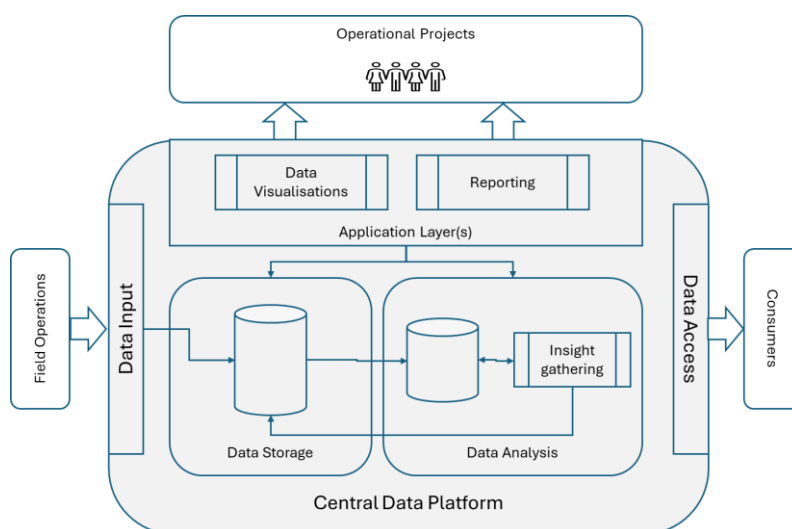 Operational Projects
Data
Visualisations
Reporting
Application Layer(s)
Field Operations
Data Input
Insight
gathering
Data Storage
Data Analysis
Data Access
Consumers
Central Data Platform